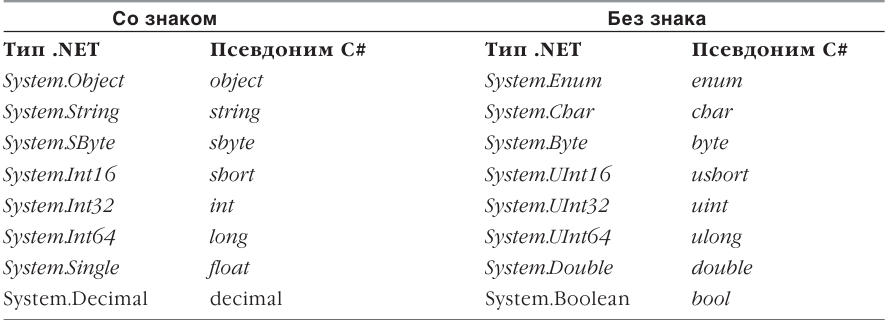 Со знаком Без знака
Тип .NET Псевдоним C# Тип .NET Псевдоним C#
System.Object object System.Enum enum
System.String string System.Char char
System.SByte sbyte System.Byte byte
System.Int16 short System.UInt16 ushort
System.Int32 int System.UInt32 uint
System.Int64 long System.UInt64 ulong
System.Single float System.Double double
System.Decimal decimal System.Boolean bool